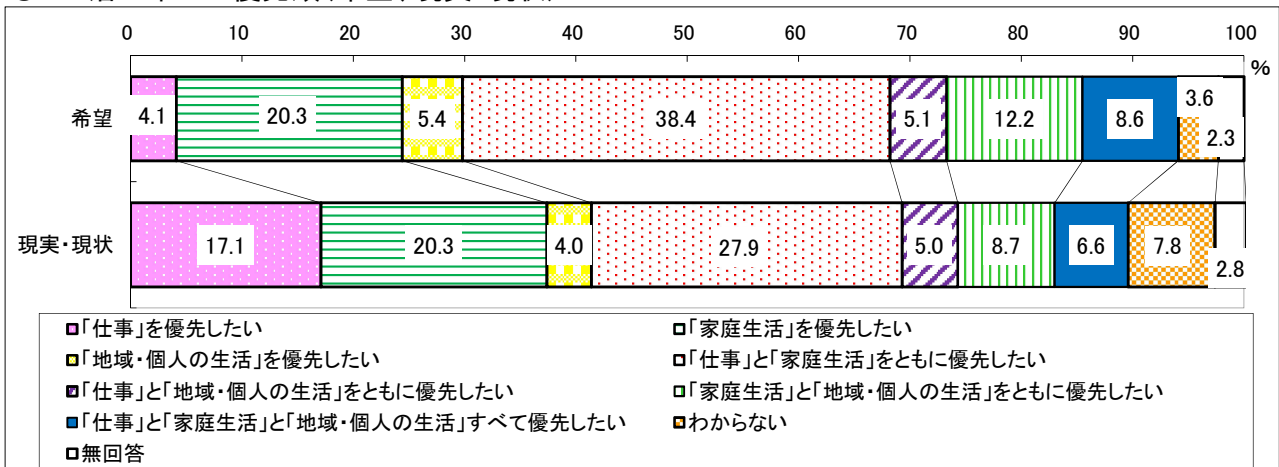 0 10 20 30 40 50 60 70 80 90 100
%
希望 4.1 20.3 5.4 38.4 5.1 12.2 8.6 3.6 2.3
現実・現状 17.1 20.3 4.0 27.9 5.0 8.7 6.6 7.8 2.8
「仕事」を優先したい 「家庭生活」を優先したい
「地域・個人の生活」を優先したい 「仕事」と「家庭生活」をともに優先したい
「仕事」と「地域・個人の生活」をともに優先したい 「家庭生活」と「地域・個人の生活」をともに優先したい
「仕事」と「家庭生活」と「地域・個人の生活」すべて優先したい わからない
無回答